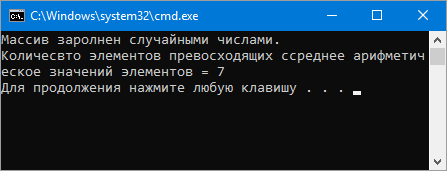 C:\Windows\system32\cmd.exe
Массив заролнен случайными числами.
Количесвто элементов превосходящих ссреднее арифметич
еское значений элементов = 7
Для продолжения нажмите любую клавишу . . .